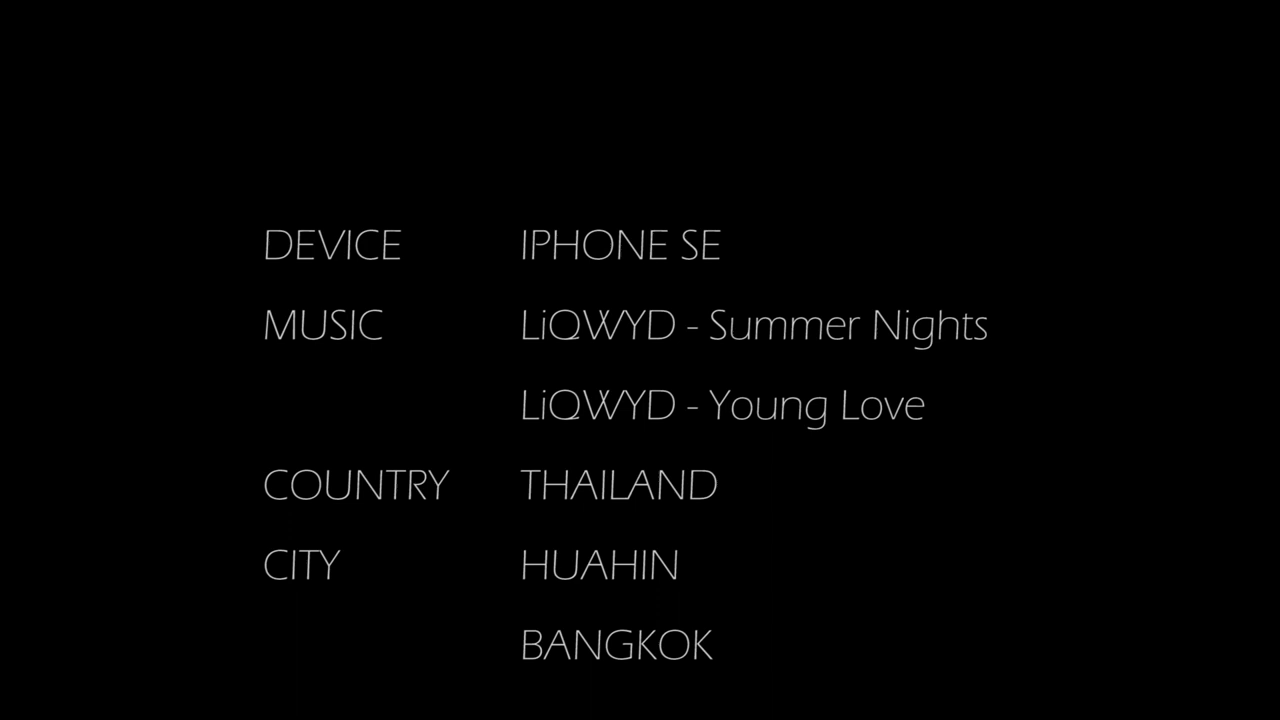 DEVICE IPHONE SE
MUSIC LiQWYD - Summer Nights
LiQWYD - Young Love
COUNTRY THAILAND
CITY HUAHIN
BANGKOK